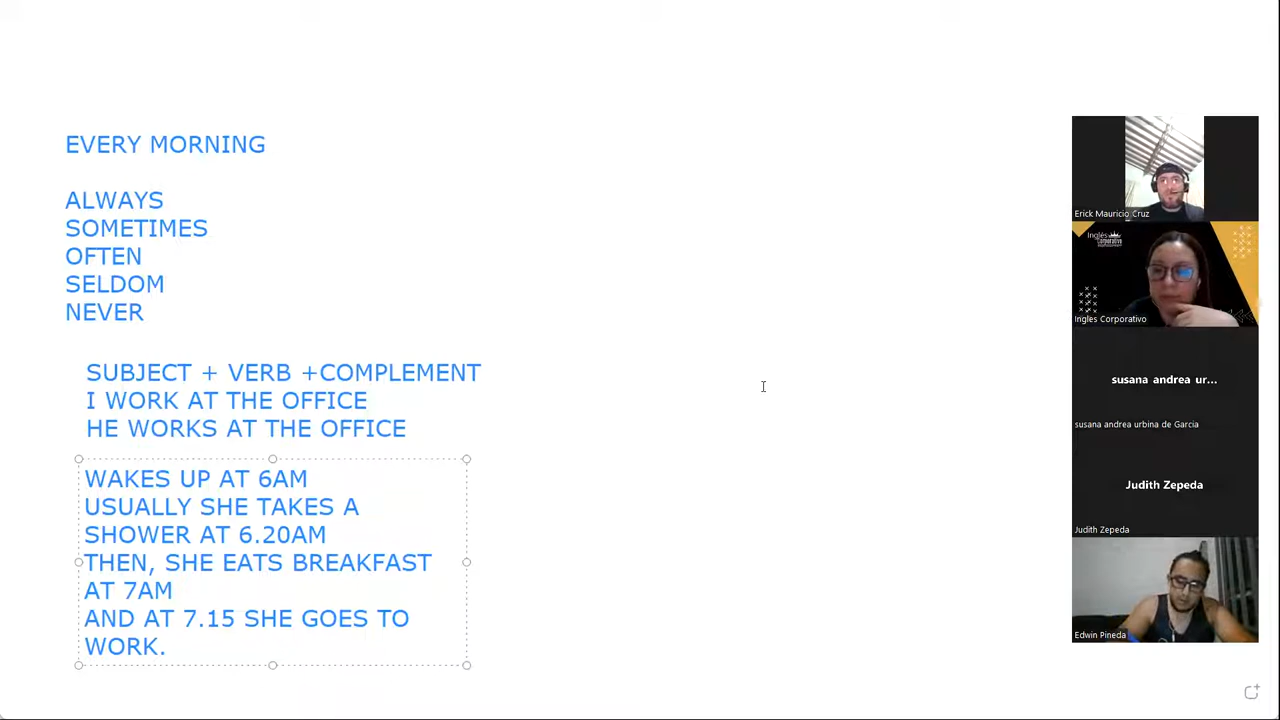 EVERY MORNING
ALWAYS
SOMETIMES
OFTEN
SELDOM
NEVER
SUBJECT + VERB +COMPLEMENT
I WORK AT THE OFFICE
HE WORKS AT THE OFFICE
WAKES UP AT 6AM
USUALLY SHE TAKES A
SHOWER AT 6.20AM
THEN, SHE EATS BREAKFAST
AT 7AM
AND AT 7.15 SHE GOES TO
WORK.
Erick Mauricio Cruz
Inglés
Corporativo
Ingles Corporativo
susana andrea ur...
susana andrea urbina de Garcia
Judith Zepeda
Judith Zepeda
Edwin Pineda